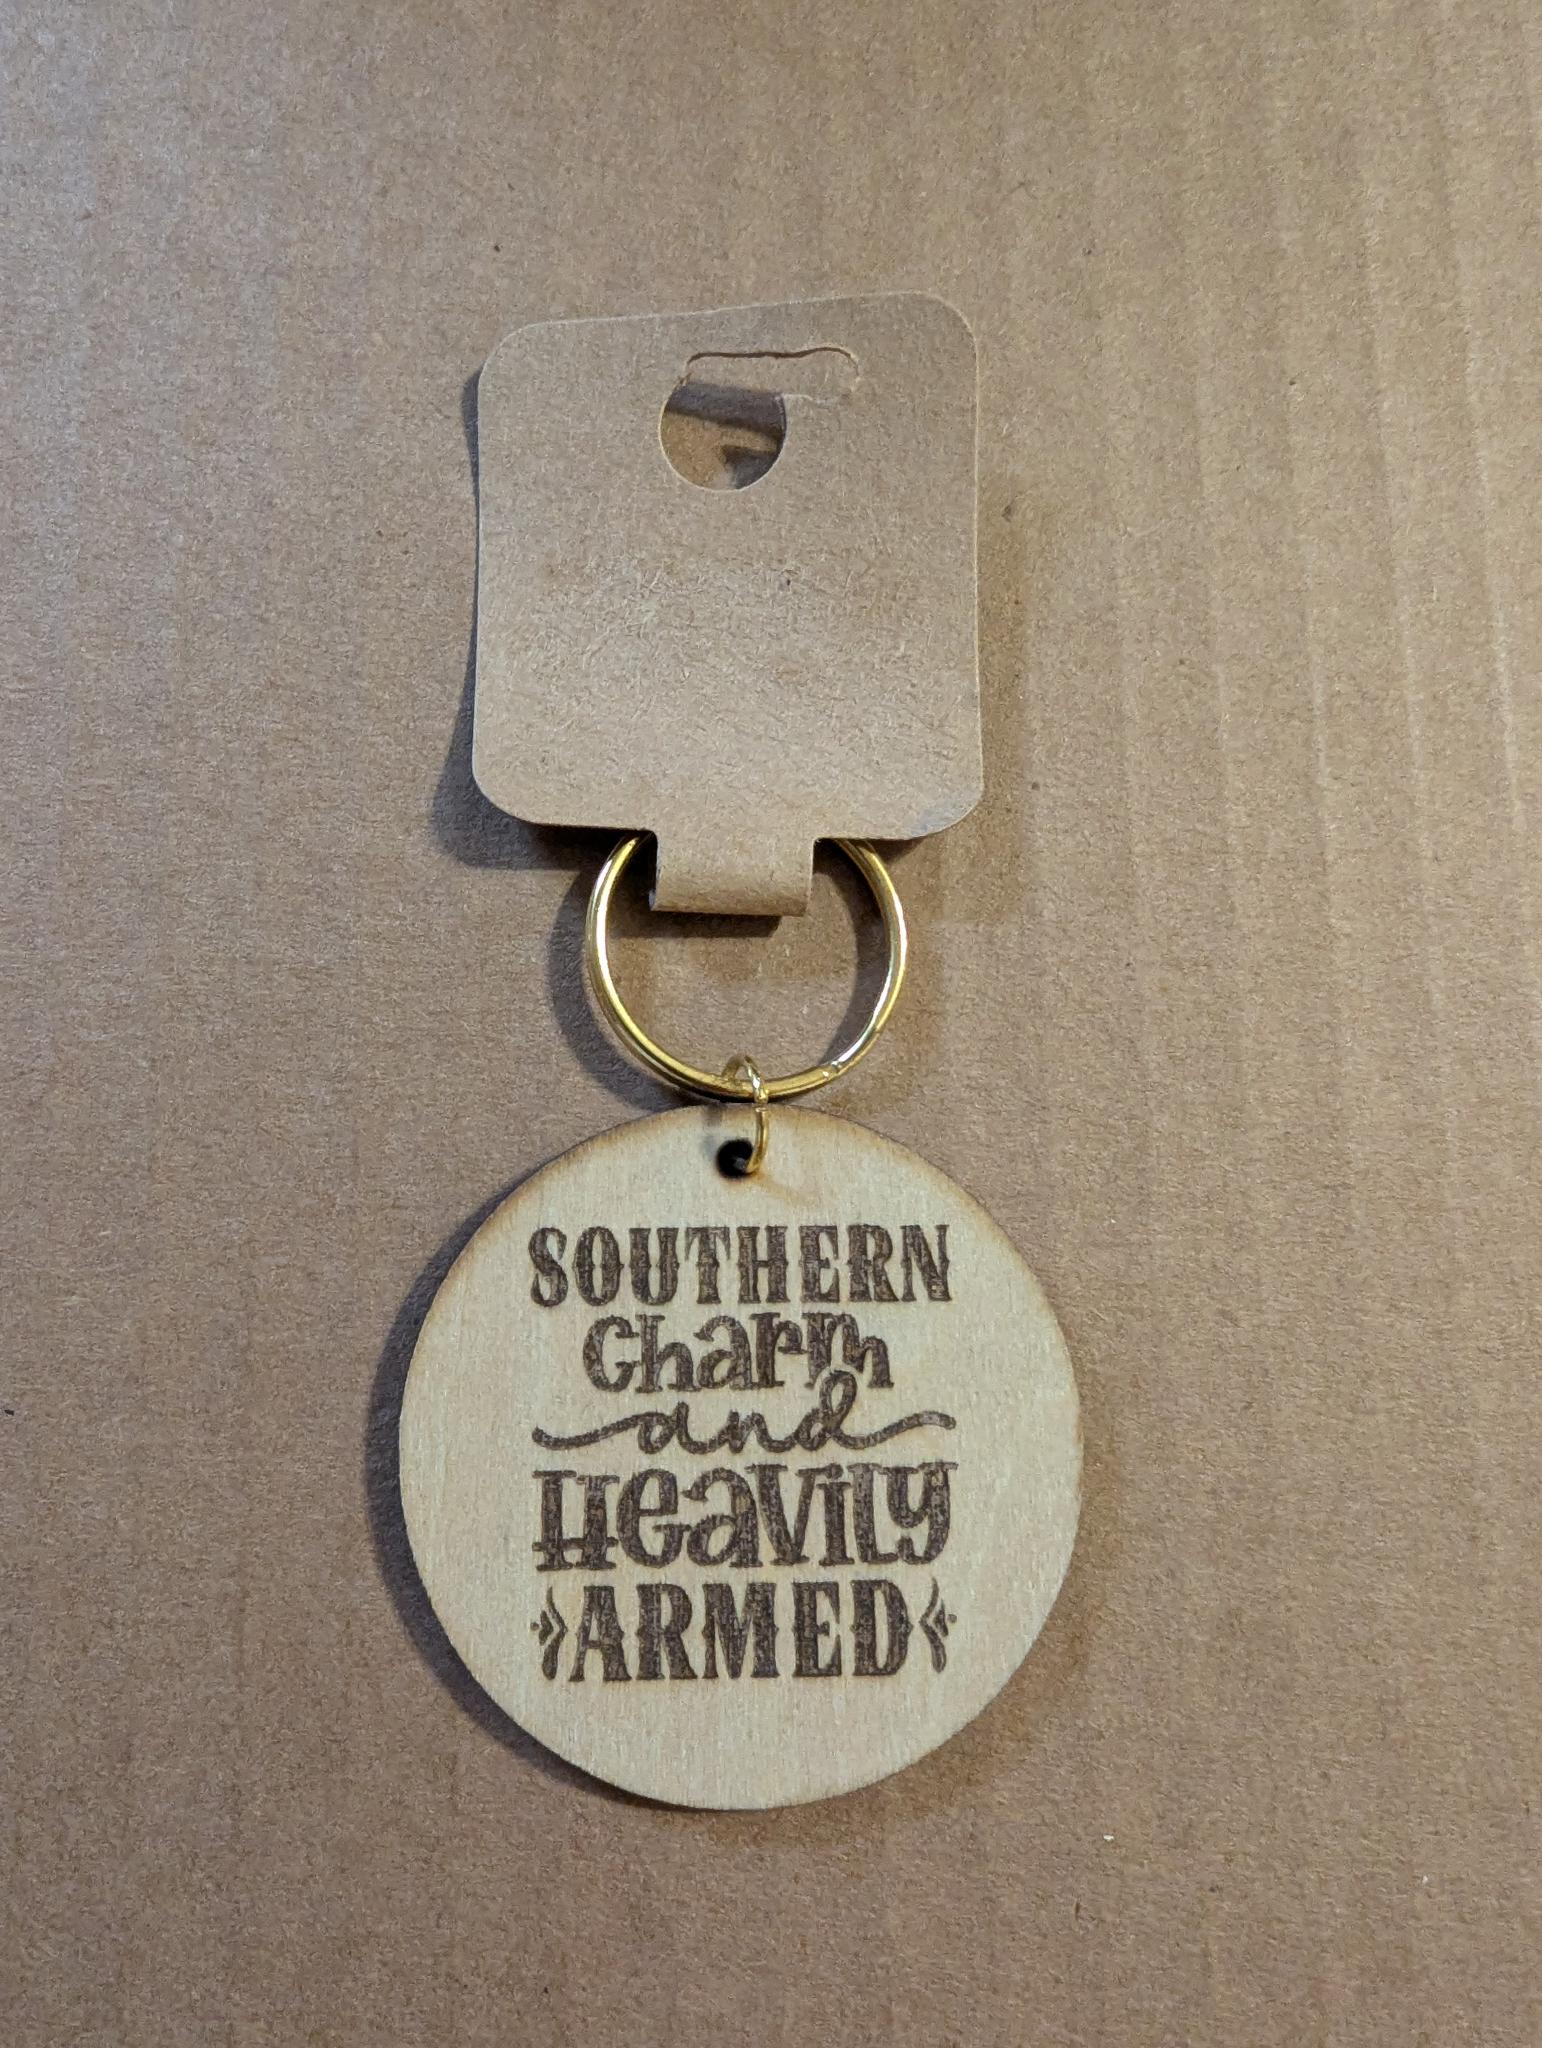 SOUTHERN
charm
and
HeaviLy
ARMED